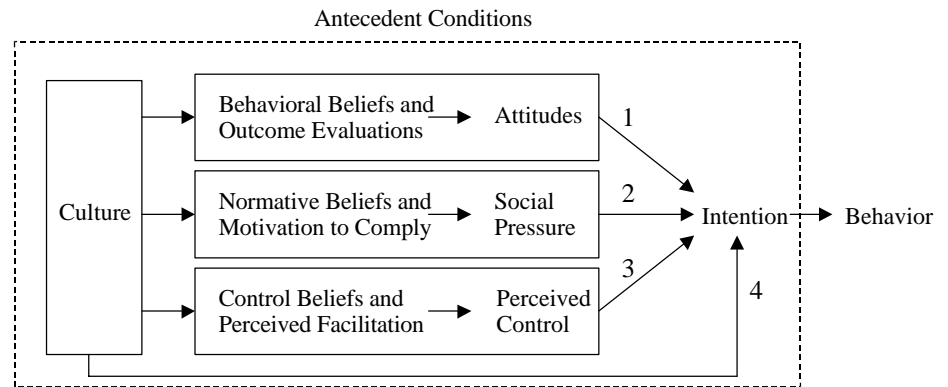 Antecedent Conditions
Culture
Behavioral Beliefs and
Outcome Evaluations
Attitudes
1
Normative Beliefs and
Motivation to Comply
Social
Pressure
2
Control Beliefs and
Perceived Facilitation
Perceived
Control
3
4
Intention
Behavior